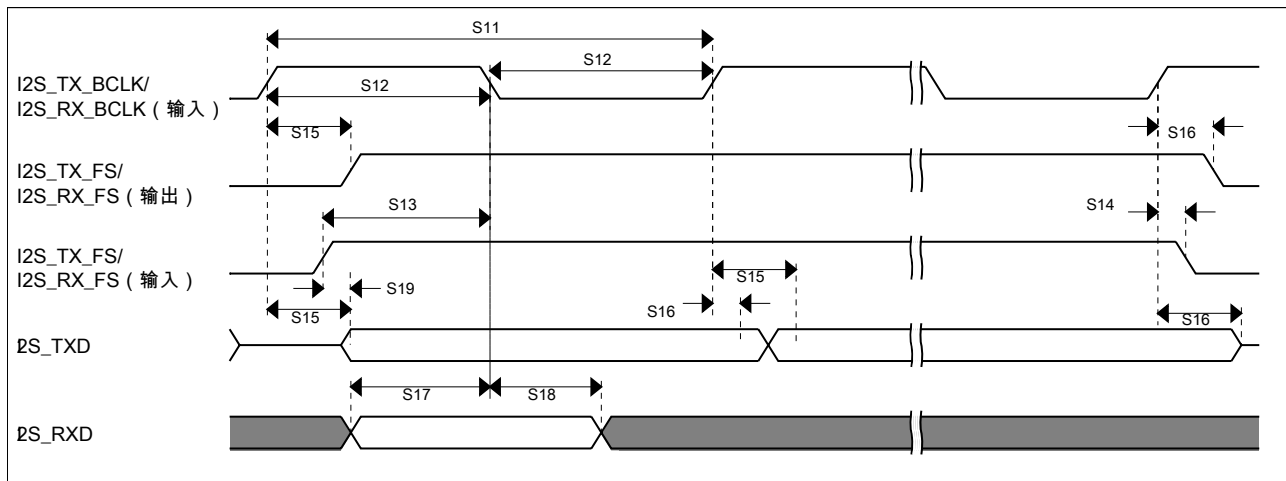 S11
S12
I2S_TX_BCLK/
I2S_RX_BCLK（输入）
S12
S15
S16
I2S_TX_FS/
I2S_RX_FS（输出）
S13
S14
I2S_TX_FS/
I2S_RX_FS（输入）
S19
S15
S15
S16
S16
I2S_TXD
S17
S18
I2S_RXD